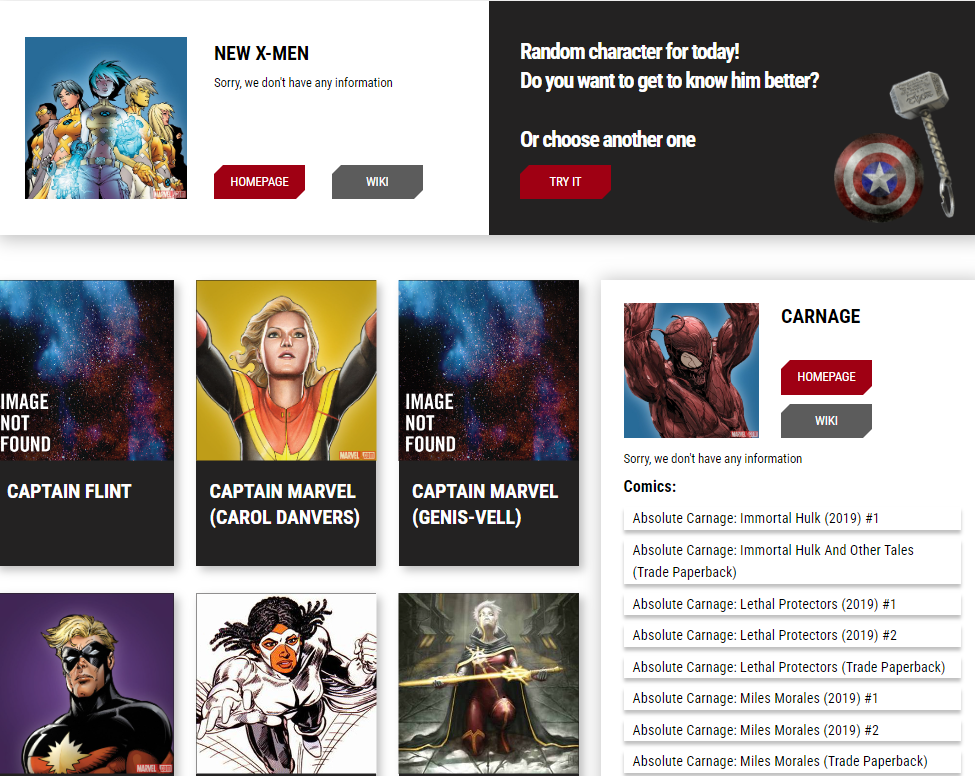 NEW X-MEN
Sorry, we don't have any information
HOMEPAGE
WIKI
Random character for today!
Do you want to get to know him better?
Or choose another one
TRY IT
IMAGE
NOT
FOUND
CAPTAIN FLINT
MARVEL
CAPTAIN MARVEL
(CAROL DANVERS)
IMAGE
NOT
FOUND
CAPTAIN MARVEL
(GENIS-VELL)
MARVEL
CARNAGE
HOMEPAGE
WIKI
MARVEL
Sorry, we don't have any information
Comics:
Absolute Carnage: Immortal Hulk (2019) #1
Absolute Carnage: Immortal Hulk And Other Tales
(Trade Paperback)
Absolute Carnage: Lethal Protectors (2019) #1
Absolute Carnage: Lethal Protectors (2019) #2
Absolute Carnage: Lethal Protectors (Trade Paperback)
Absolute Carnage: Miles Morales (2019) #1
Absolute Carnage: Miles Morales (2019) #2
Absolute Carnage: Miles Morales (Trade Paperback)